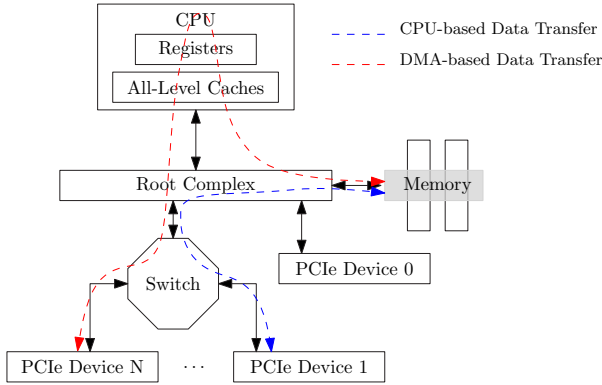 CPU
Registers
All-Level Caches
CPU-based Data Transfer
DMA-based Data Transfer
Root Complex
Memory
Switch
PCIe Device 0
PCIe Device N
...
PCIe Device 1